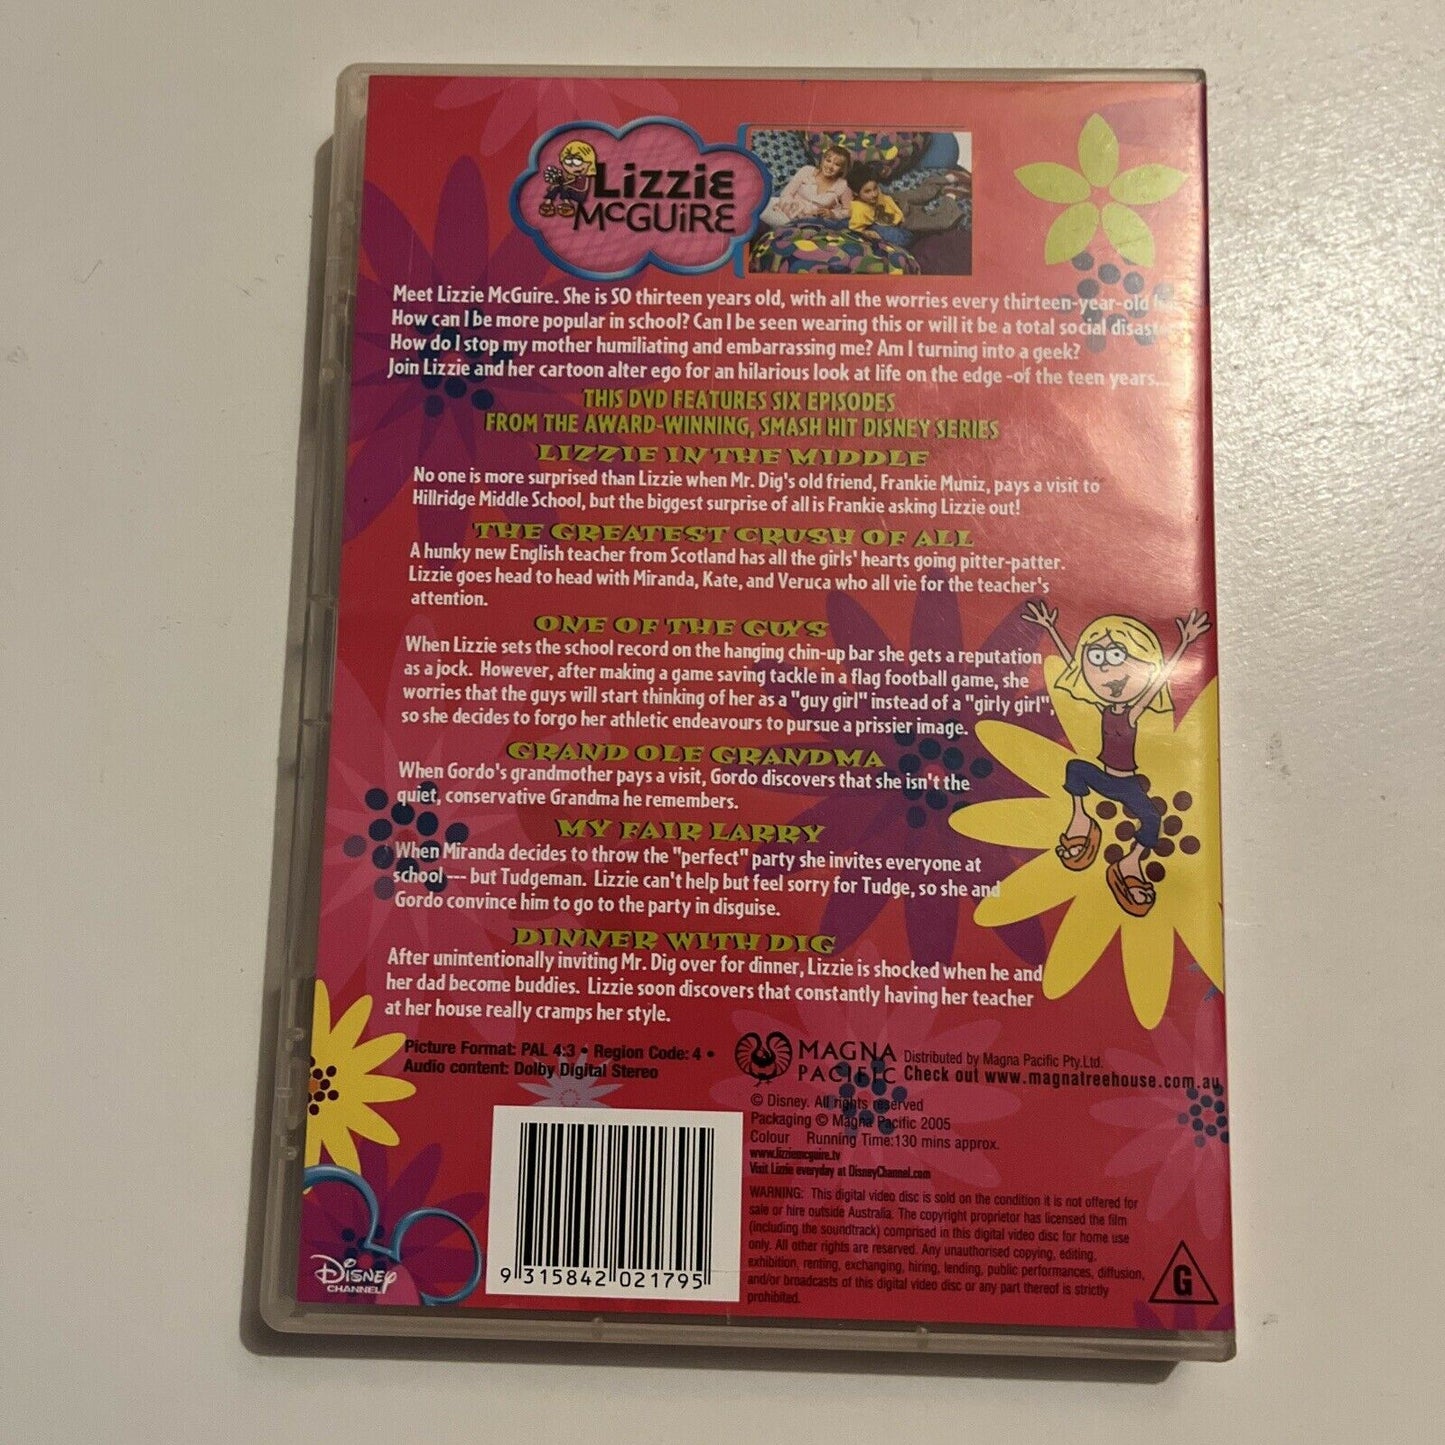 Lizzie
McGUiRE
Meet Lizzie McGuire. She is SO thirteen years old, with all the worries every thirteen-year-old
How can I be more popular in school? Can I be seen wearing this or will it be a total social
How do I stop my mother humiliating and embarrassing me? Am I turning into a geek?
Join Lizzie and her cartoon alter ego for an hilarious look at life on the edge -of the teen years...
THIS DVD FEATURES SIX EPISODES
FROM THE AWARD-WINNING, SMASH HIT DISNEY SERIES
LIZZIE IN THE MIDDLE
No one is more surprised than Lizzie when Mr. Dig's old friend, Frankie Muniz, pays a visit to
Hillridge Middle School, but the biggest surprise of all is Frankie asking Lizzie out!
THE GREATEST CRUSH OF ALL
A hunky new English teacher from Scotland has all the girls' hearts going pitter-patter.
Lizzie goes head to head with Miranda, Kate, and Veruca who all vie for the teacher's
attention.
ONE OF THE GUYS
When Lizzie sets the school record on the hanging chin-up bar she gets a reputation
as a jock. However, after making a game saving tackle in a flag football game, she
worries that the guys will start thinking of her as a "guy girl" instead of a "girly girl",
so she decides to forgo her athletic endeavours to pursue a prissier image.
GRAND OLE GRANDMA
When Gordo's grandmother pays a visit, Gordo discovers that she isn't the
quiet, conservative Grandma he remembers.
MY FAIR LARRY
When Miranda decides to throw the "perfect" party she invites everyone at
school --- but Tudgeman. Lizzie can't help but feel sorry for Tudge, so she and
Gordo convince him to go to the party in disguise.
DINNER WITH DIG
After unintentionally inviting Mr. Dig over for dinner, Lizzie is shocked when he and
her dad become buddies. Lizzie soon discovers that constantly having her teacher
at her house really cramps her style.
Picture Format: PAL 4:3 • Region Code: 4 •
Audio content: Dolby Digital Stereo
MAGNA
PACIFIC
Distributed by Magna Pacific Pty.Ltd.
Check out www.magnatreehouse.com.au
© Disney. All rights reserved
Packaging © Magna Pacific 2005
Colour Running Time:130 mins approx.
www.lizziemcguire.tv
Visit Lizzie everyday at DisneyChannel.com
WARNING: This digital video disc is sold on the condition it is not offered for
sale or hire outside Australia. The copyright proprietor has licensed the film
(including the soundtrack) comprised in this digital video disc for home use
only. All other rights are reserved. Any unauthorised copying, editing,
exhibition, renting, exchanging, hiring, lending, public performances, diffusion,
and/or broadcasts of this digital video disc or any part thereof is strictly
prohibited.
9 315842 021795
DiSNEY
CHANNEL
G